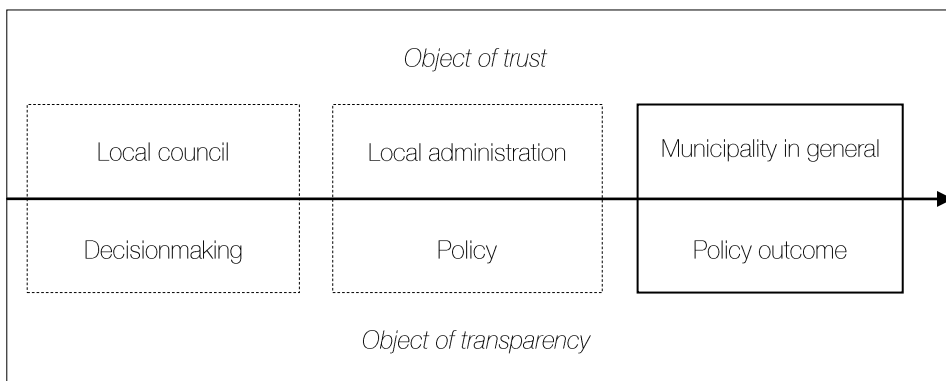 Object of trust
Local council
Local administration
Municipality in general
Decisionmaking
Policy
Policy outcome
Object of transparency